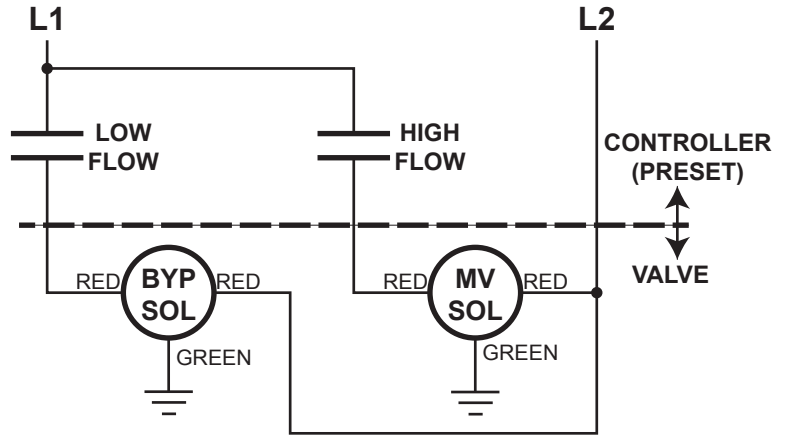 L1
L2
LOW
FLOW
HIGH
FLOW
CONTROLLER
(PRESET)
VALVE
RED
BYP
SOL
RED
GREEN
RED
MV
SOL
RED
GREEN